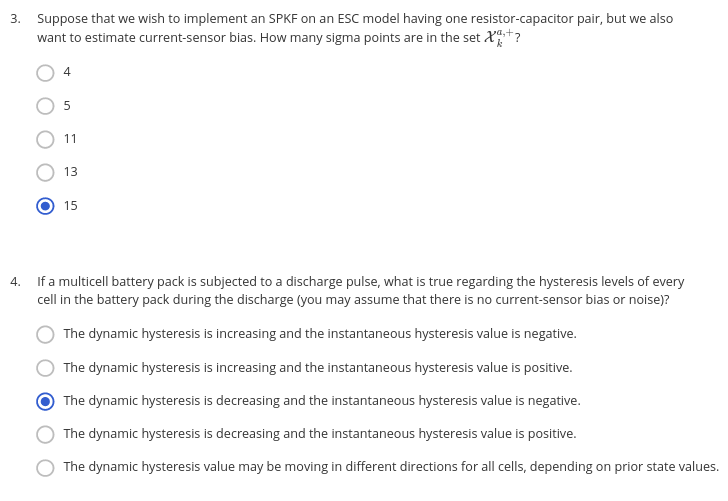 3. Suppose that we wish to implement an SPKF on an ESC model having one resistor-capacitor pair, but we also
want to estimate current-sensor bias. How many sigma points are in the set 𝒳ₖᵃ,⁺?
4
5
11
13
15
4. If a multicell battery pack is subjected to a discharge pulse, what is true regarding the hysteresis levels of every
cell in the battery pack during the discharge (you may assume that there is no current-sensor bias or noise)?
The dynamic hysteresis is increasing and the instantaneous hysteresis value is negative.
The dynamic hysteresis is increasing and the instantaneous hysteresis value is positive.
The dynamic hysteresis is decreasing and the instantaneous hysteresis value is negative.
The dynamic hysteresis is decreasing and the instantaneous hysteresis value is positive.
The dynamic hysteresis value may be moving in different directions for all cells, depending on prior state values.